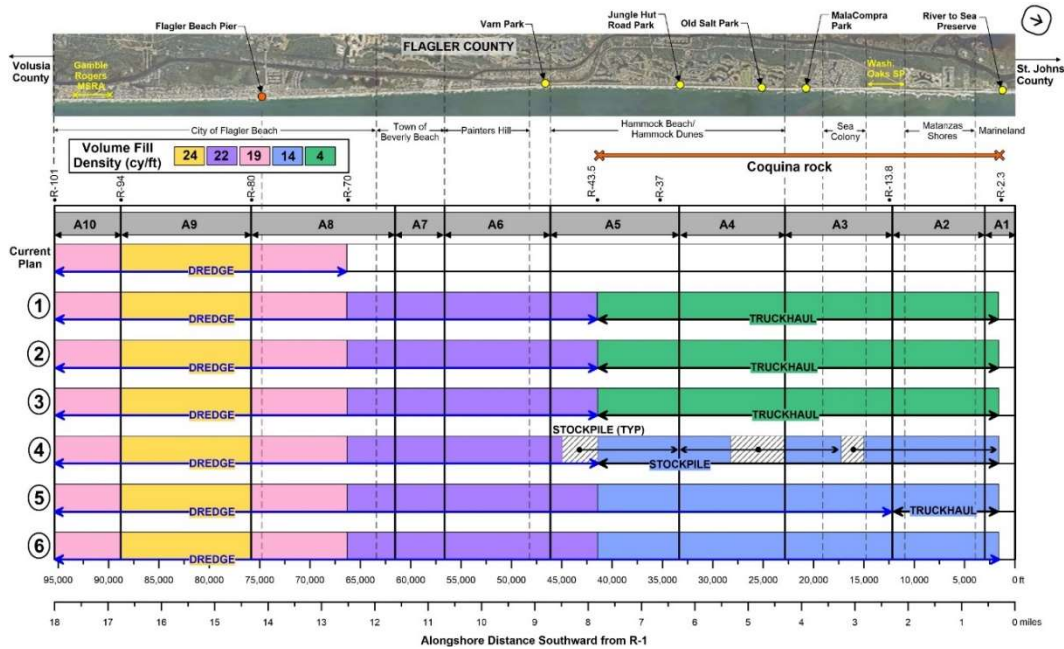 Flagler Beach Pier
Varn Park
Jungle Hut
Road Park
Old Salt Park
MalaCompra
Park
River to Sea
Preserve
Volusia
County
Gamble
Rogers
MSRA
FLAGLER COUNTY
Wash.
Oaks SP
St. Johns
County
City of Flagler Beach
Town of
Beverly Beach
Painters Hill
Hammock Beach/
Hammock Dunes
Sea
Colony
Matanzas
Shores
Marineland
Volume Fill
Density (cy/ft)
24 22 19 14 4
Coquina rock
R-101 R-94 R-80 R-70 R-43.5 R-37 R-13.8 R-2.3
A10 A9 A8 A7 A6 A5 A4 A3 A2 A1
Current
Plan
DREDGE
1 DREDGE TRUCKHAUL
2 DREDGE TRUCKHAUL
3 DREDGE TRUCKHAUL
STOCKPILE (TYP)
4 DREDGE STOCKPILE
5 DREDGE TRUCKHAUL
6 DREDGE
95,000 90,000 85,000 80,000 75,000 70,000 65,000 60,000 55,000 50,000 45,000 40,000 35,000 30,000 25,000 20,000 15,000 10,000 5,000 0 ft
18 17 16 15 14 13 12 11 10 9 8 7 6 5 4 3 2 1 0 miles
Alongshore Distance Southward from R-1